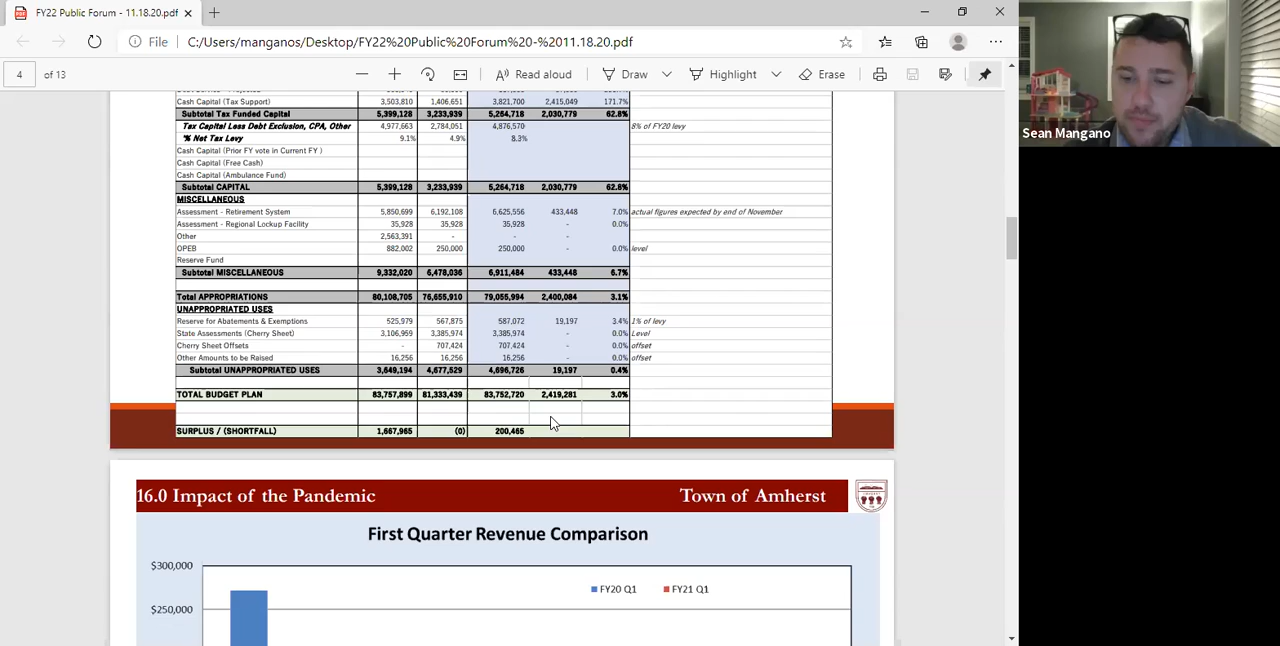 FY22 Public Forum - 11.18.20.pdf
File C:/Users/manganos/Desktop/FY22%20Public%20Forum%20-%2011.18.20.pdf
4 of 13 Read aloud Draw Highlight Erase
Cash Capital (Tax Support) 3,503,810 1,406,651 3,821,700 2,415,049 171.7%
Subtotal Tax Funded Capital 5,399,128 3,233,939 5,264,718 2,030,779 62.8%
Tax Capital Less Debt Exclusion, CPA, Other 4,977,663 2,784,051 4,876,570 8% of FY20 levy
% Net Tax Levy 9.1% 4.9% 8.3%
Cash Capital (Prior FY vote in Current FY )
Cash Capital (Free Cash)
Cash Capital (Ambulance Fund)
Subtotal CAPITAL 5,399,128 3,233,939 5,264,718 2,030,779 62.8%
MISCELLANEOUS
Assessment - Retirement System 5,850,699 6,192,108 6,625,556 433,448 7.0% actual figures expected by end of November
Assessment - Regional Lockup Facility 35,928 35,928 35,928 - 0.0%
Other 2,563,391 - - -
OPEB 882,002 250,000 250,000 - 0.0% level
Reserve Fund
Subtotal MISCELLANEOUS 9,332,020 6,478,036 6,911,484 433,448 6.7%
Total APPROPRIATIONS 80,108,705 76,655,910 79,055,994 2,400,084 3.1%
UNAPPROPRIATED USES
Reserve for Abatements & Exemptions 525,979 567,875 587,072 19,197 3.4% 1% of levy
State Assessments (Cherry Sheet) 3,106,959 3,385,974 3,385,974 - 0.0% Level
Cherry Sheet Offsets - 707,424 707,424 - 0.0% offset
Other Amounts to be Raised 16,256 16,256 16,256 - 0.0% offset
Subtotal UNAPPROPRIATED USES 3,649,194 4,677,529 4,696,726 19,197 0.4%
TOTAL BUDGET PLAN 83,757,899 81,333,439 83,752,720 2,419,281 3.0%
SURPLUS / (SHORTFALL) 1,667,965 (0) 200,465
16.0 Impact of the Pandemic Town of Amherst
First Quarter Revenue Comparison
$300,000
FY20 Q1 FY21 Q1
$250,000
Sean Mangano